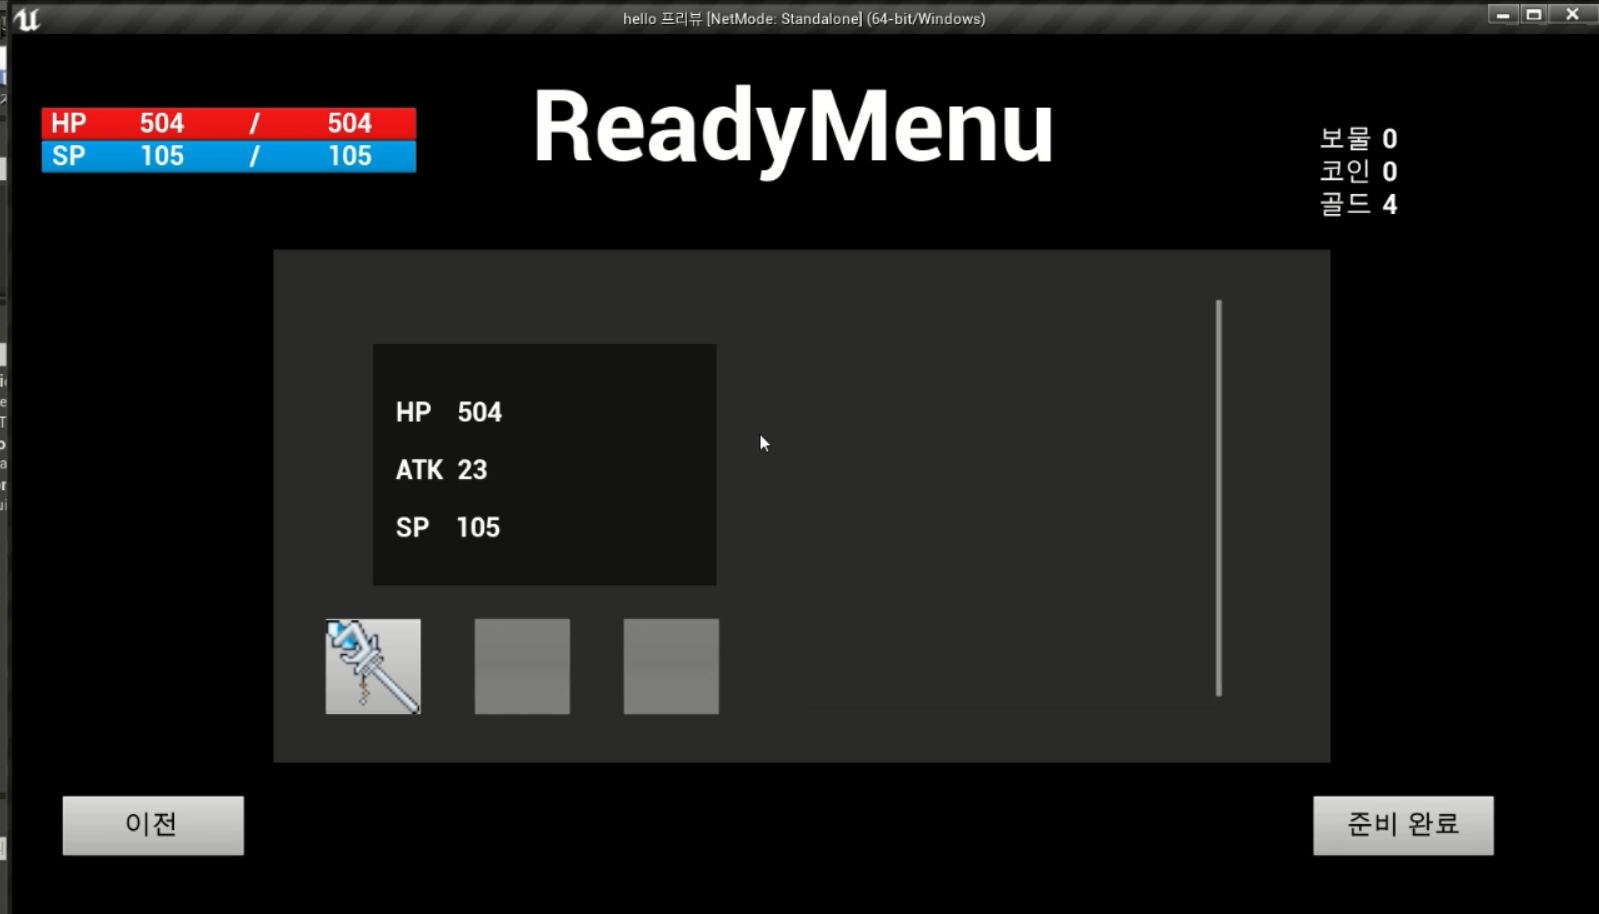 hello 프리뷰 [NetMode: Standalone] (64-bit/Windows)
ReadyMenu
HP 504 / 504
SP 105 / 105
보물 0
코인 0
골드 4
HP 504
ATK 23
SP 105
이전
준비 완료